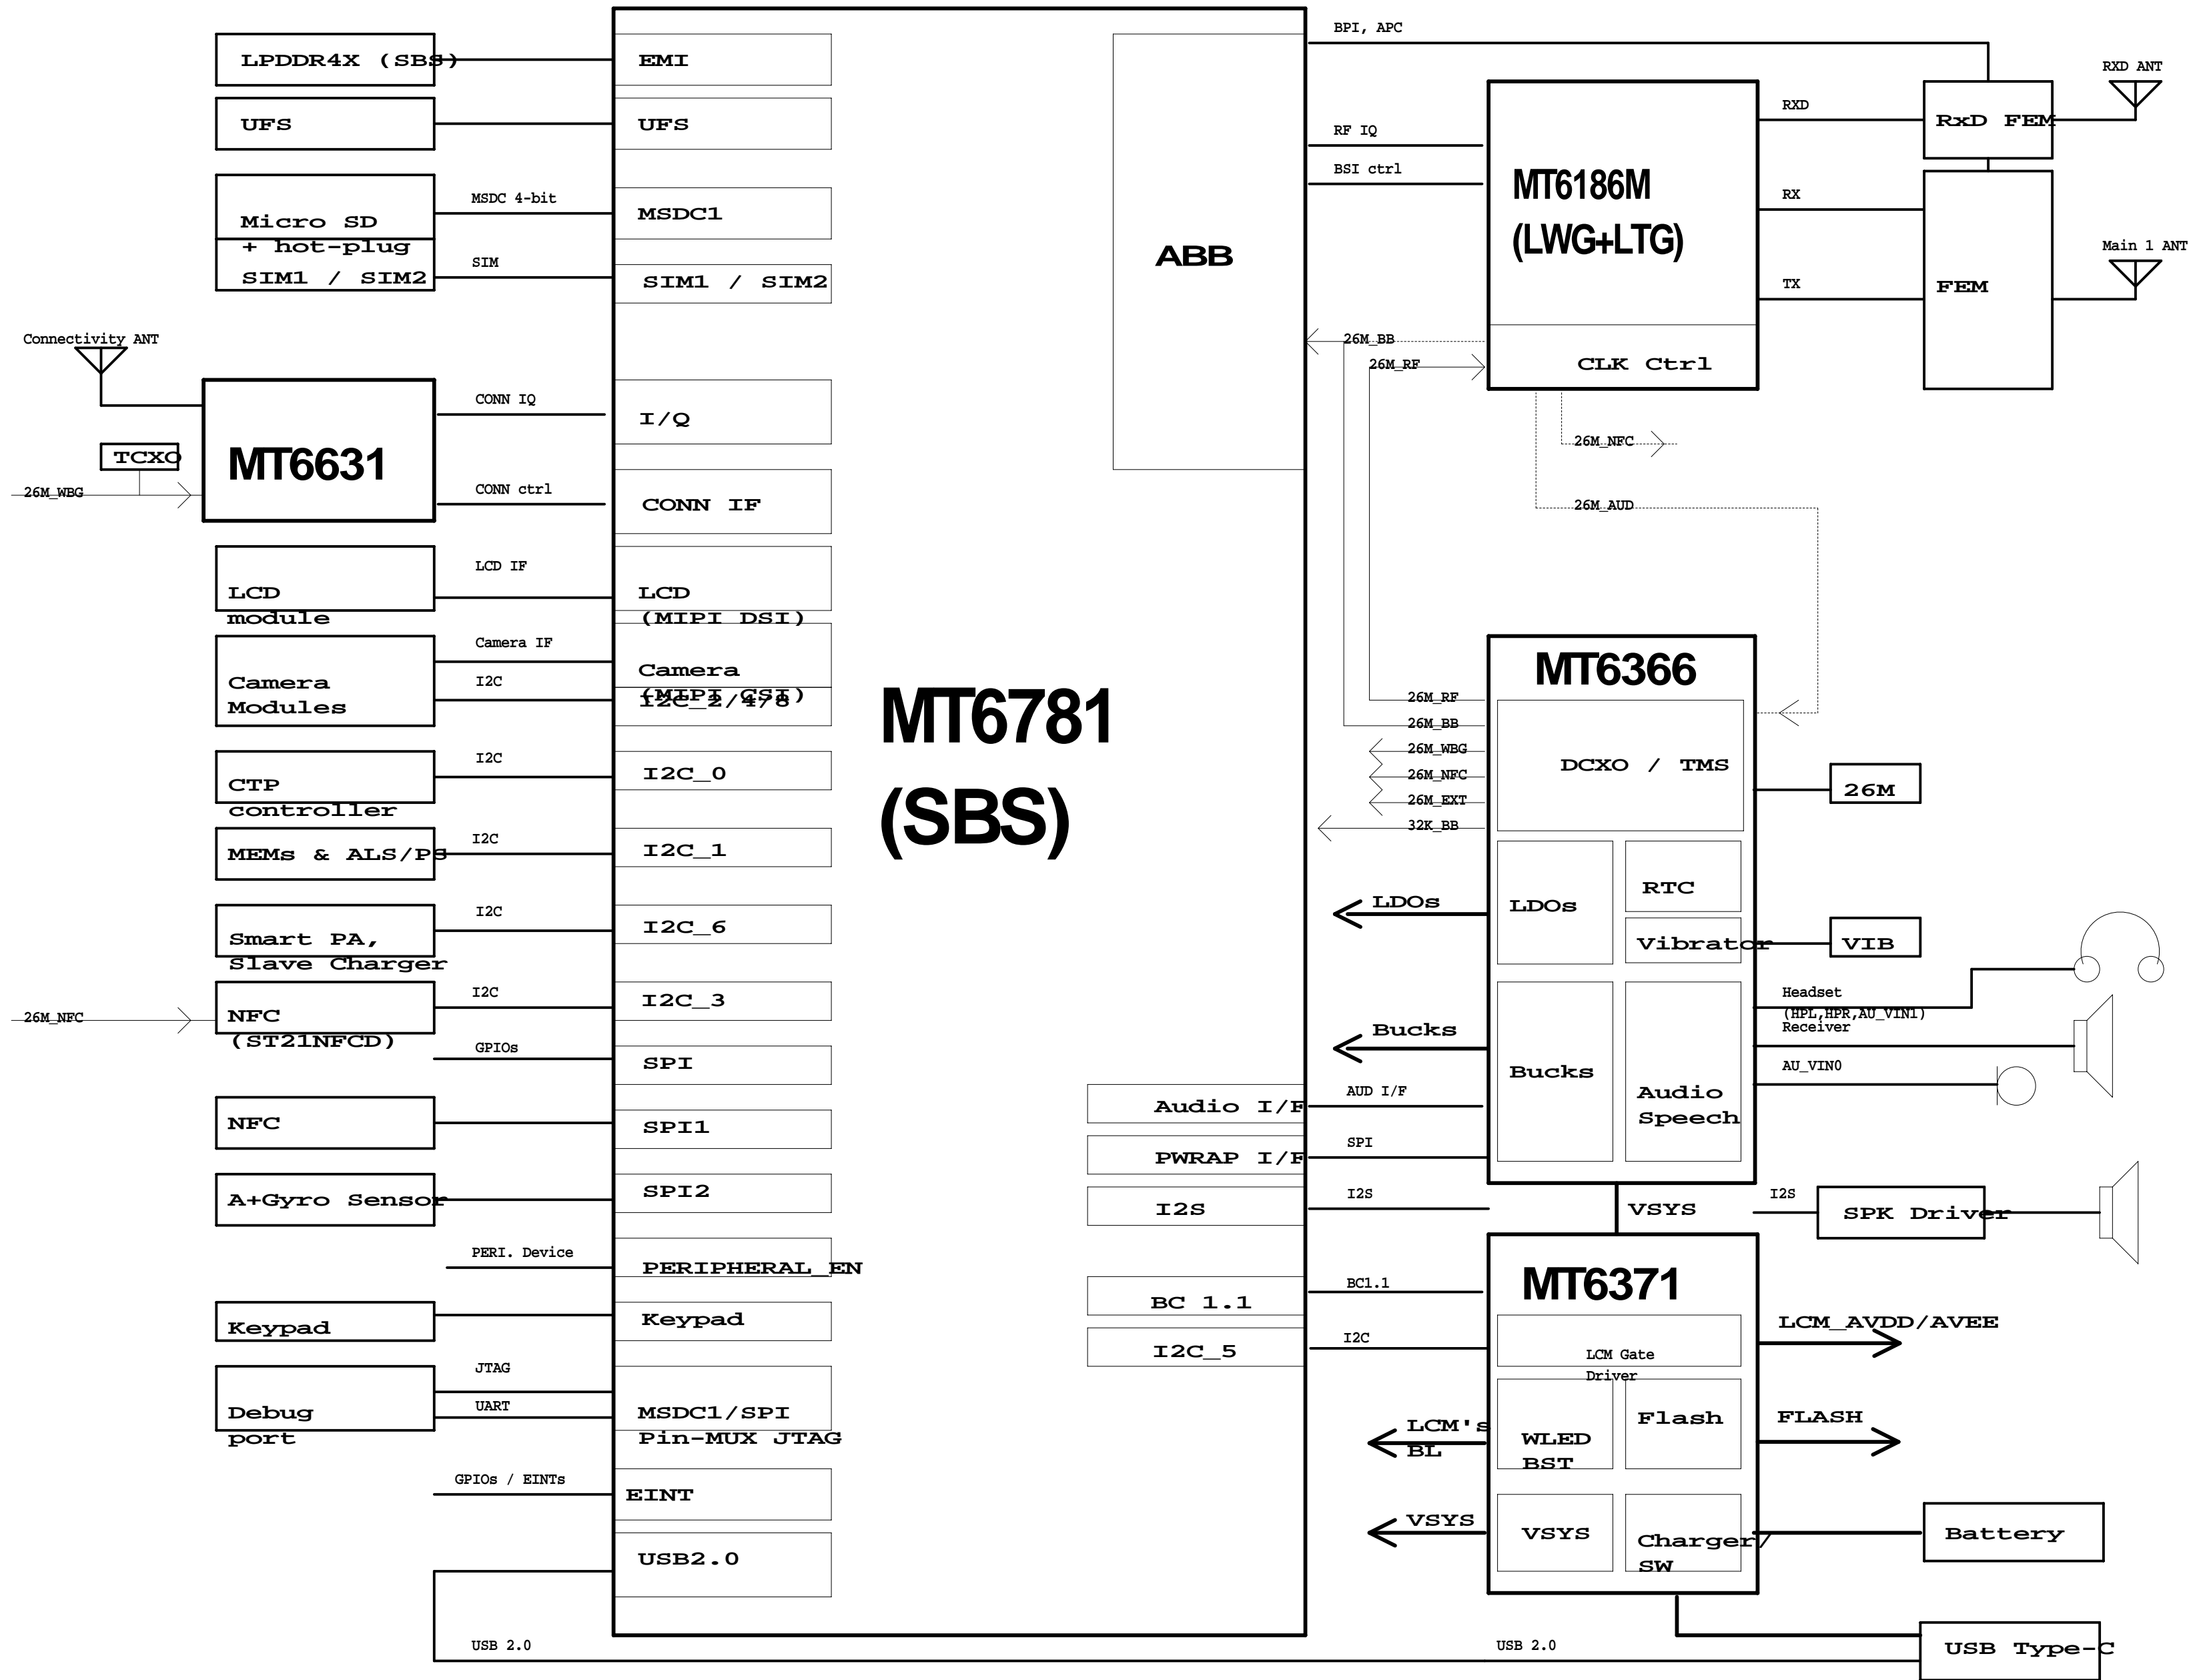 BPI, APC
LPDDR4X (SBS)
EMI
RXD ANT
UFS
UFS
RXD
RxD FEM
RF IQ
BSI ctrl
MSDC 4-bit
Micro SD
+ hot-plug
MSDC1
ABB
MT6186M
(LWG+LTG)
RX
SIM
SIM1 / SIM2
SIM1 / SIM2
TX
FEM
Main 1 ANT
Connectivity ANT
26M_BB
26M_RF
CLK Ctrl
CONN IQ
I/Q
TCXO
MT6631
26M_NFC
26M_WBG
CONN ctrl
CONN IF
26M_AUD
LCD
module
LCD IF
LCD
(MIPI DSI)
Camera
Modules
Camera IF
I2C
Camera
(MIPI CSI)
I2C_2/4/8
MT6781
(SBS)
MT6366
26M_RF
26M_BB
26M_WBG
26M_NFC
26M_EXT
32K_BB
DCXO / TMS
26M
CTP
controller
I2C
I2C_0
MEMs & ALS/PS
I2C
I2C_1
LDOs
LDOs
RTC
Smart PA,
Slave Charger
I2C
I2C_6
Vibrator
VIB
26M_NFC
NFC
(ST21NFCD)
I2C
I2C_3
Headset
(HPL,HPR,AU_VIN1)
Receiver
Bucks
Bucks
GPIOs
SPI
AU_VIN0
Audio
Speech
Audio I/F
AUD I/F
NFC
SPI1
PWRAP I/F
SPI
A+Gyro Sensor
SPI2
I2S
I2S
VSYS
I2S
SPK Driver
PERI. Device
PERIPHERAL_EN
BC 1.1
BC1.1
MT6371
Keypad
Keypad
I2C_5
I2C
LCM Gate
Driver
LCM_AVDD/AVEE
JTAG
UART
Debug
port
MSDC1/SPI
Pin-MUX JTAG
LCM's
BL
WLED
BST
Flash
FLASH
GPIOs / EINTs
EINT
VSYS
VSYS
Charger/
SW
Battery
USB2.0
USB 2.0
USB 2.0
USB Type-C